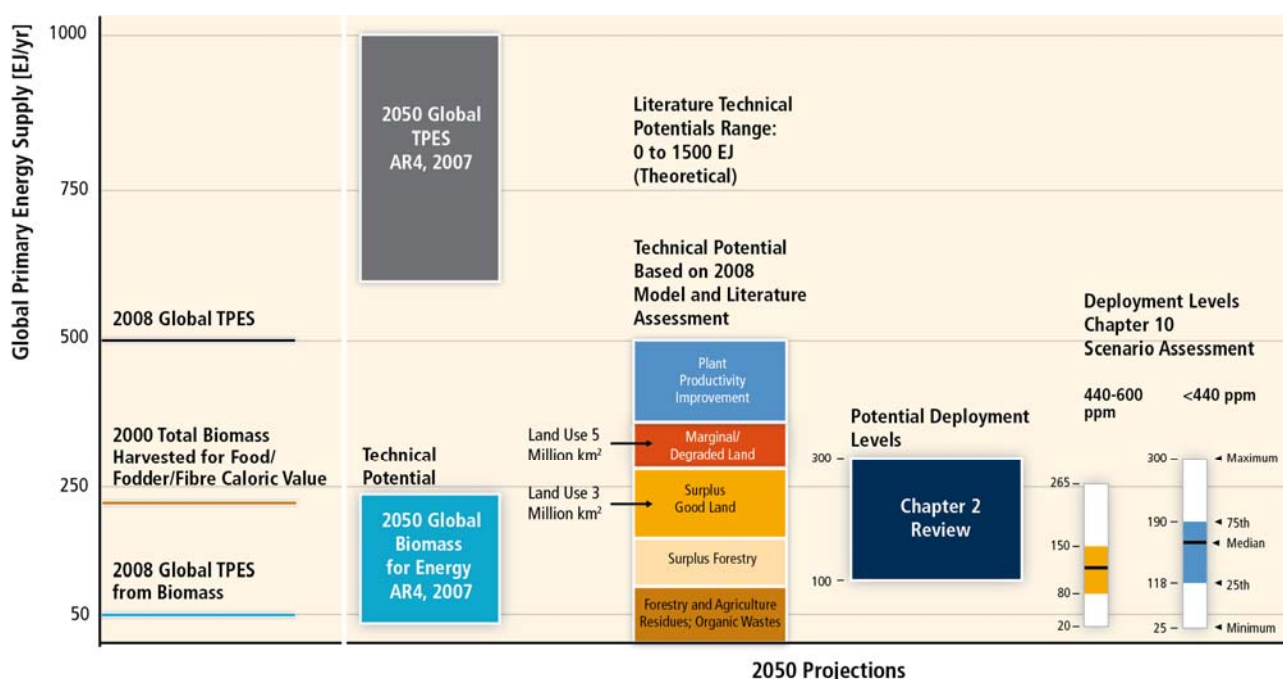 Global Primary Energy Supply [EJ/yr]
1000
750
500
250
50
2008 Global TPES
2000 Total Biomass
Harvested for Food/
Fodder/Fibre Caloric Value
2008 Global TPES
from Biomass
2050 Global
TPES
AR4, 2007
Technical
Potential
2050 Global
Biomass
for Energy
AR4, 2007
Literature Technical
Potentials Range:
0 to 1500 EJ
(Theoretical)
Technical Potential
Based on 2008
Model and Literature
Assessment
Plant
Productivity
Improvement
Land Use 5
Million km²
Marginal/
Degraded Land
Land Use 3
Million km²
Surplus
Good Land
Surplus Forestry
Forestry and Agriculture
Residues; Organic Wastes
Potential Deployment
Levels
300
Chapter 2
Review
100
Deployment Levels
Chapter 10
Scenario Assessment
440-600
ppm
265
150
80
20
<440 ppm
300
190
118
25
Maximum
75th
Median
25th
Minimum
2050 Projections